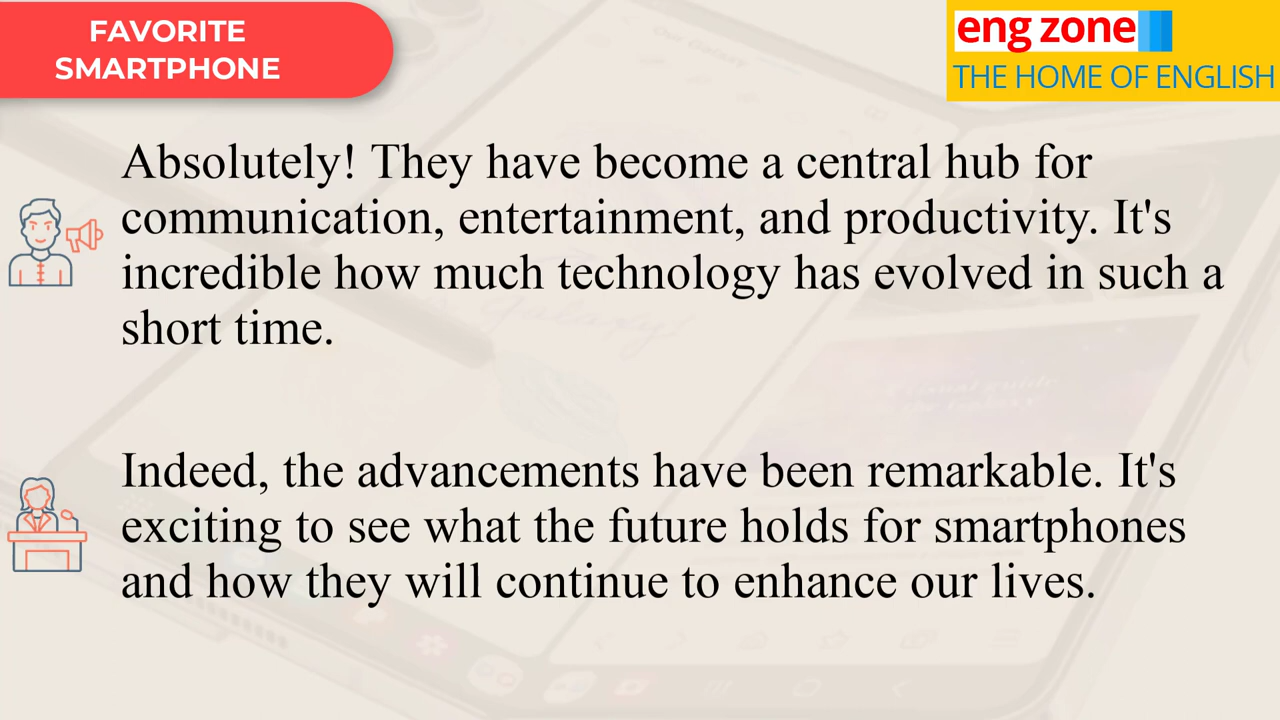 FAVORITE
SMARTPHONE
eng zone
THE HOME OF ENGLISH
Absolutely! They have become a central hub for
communication, entertainment, and productivity. It's
incredible how much technology has evolved in such a
short time.
Indeed, the advancements have been remarkable. It's
exciting to see what the future holds for smartphones
and how they will continue to enhance our lives.